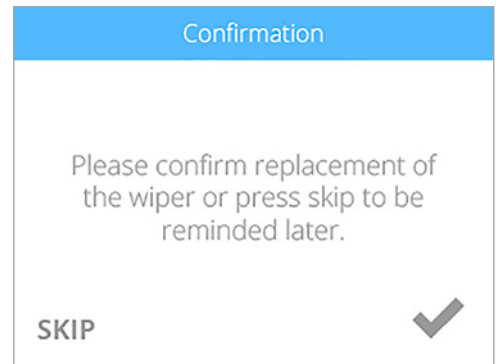 Confirmation
Please confirm replacement of
the wiper or press skip to be
reminded later.
SKIP